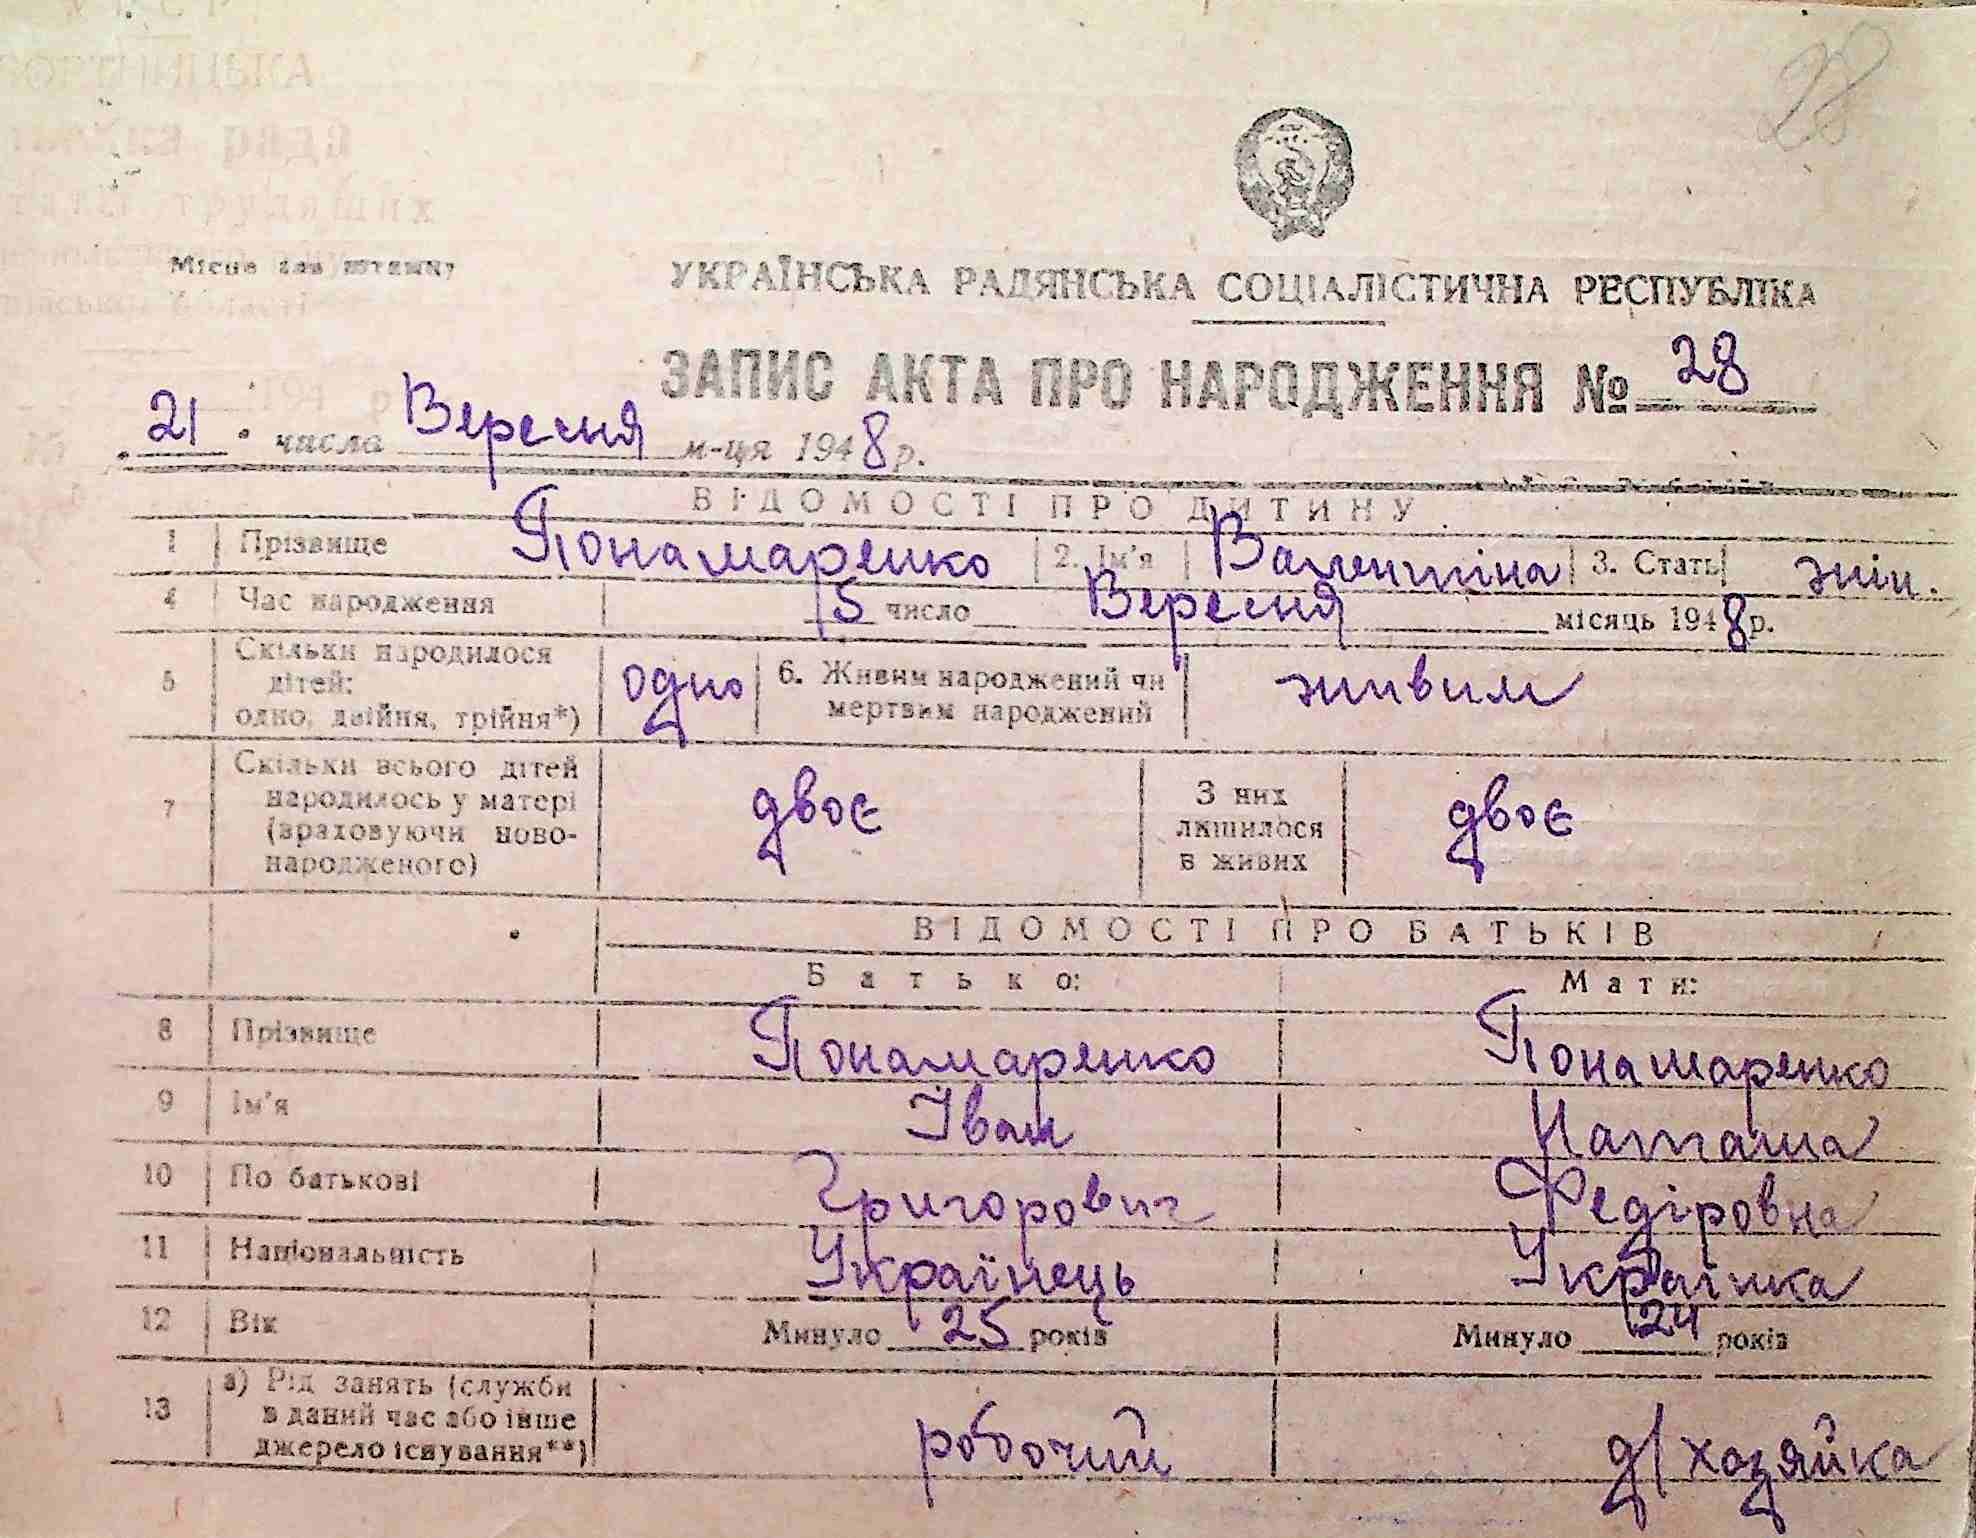 28
Місце для штампу
УКРАЇНСЬКА РАДЯНСЬКА СОЦІАЛІСТИЧНА РЕСПУБЛІКА
ЗАПИС АКТА ПРО НАРОДЖЕННЯ № 28
21 числа Вересня м-ця 1948 р.
ВІДОМОСТІ ПРО ДИТИНУ
1 Прізвище Понамаренко 2. Ім'я Валентіна 3. Стать жін.
4 Час народження 15 число Вересня місяць 1948 р.
5 Скільки народилося
дітей:
одно, двійня, трійня*) одно 6. Живим народжений чи
мертвим народжений живим
7 Скільки всього дітей
народилось у матері
(враховуючи ново-
народженого) двоє З них
лишилося
в живих двоє
ВІДОМОСТІ ПРО БАТЬКІВ
Батько: Мати:
8 Прізвище Понамаренко Понамаренко
9 Ім'я Іван Наташа
10 По батькові Григорович Федіровна
11 Національність Українець Українка
12 Вік Минуло 25 років Минуло 24 років
13 а) Рід занять (служби
в даний час або інше
джерело існування**) робочий д/хозяйка